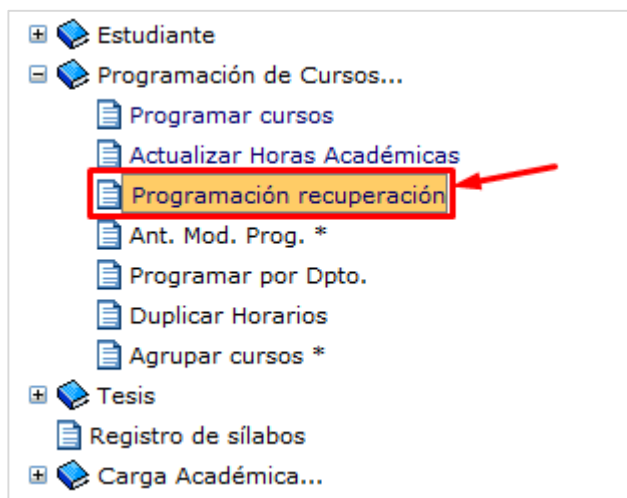 Estudiante
Programación de Cursos...
Programar cursos
Actualizar Horas Académicas
Programación recuperación
Ant. Mod. Prog. *
Programar por Dpto.
Duplicar Horarios
Agrupar cursos *
Tesis
Registro de sílabos
Carga Académica...